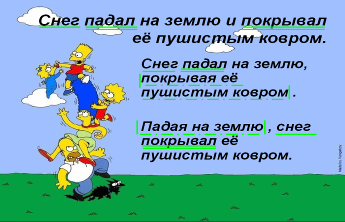 Снег падал на землю и покрывал
её пушистым ковром.
Снег падал на землю,
покрывая её
пушистым ковром .
Падая на землю , снег
покрывал её
пушистым ковром.